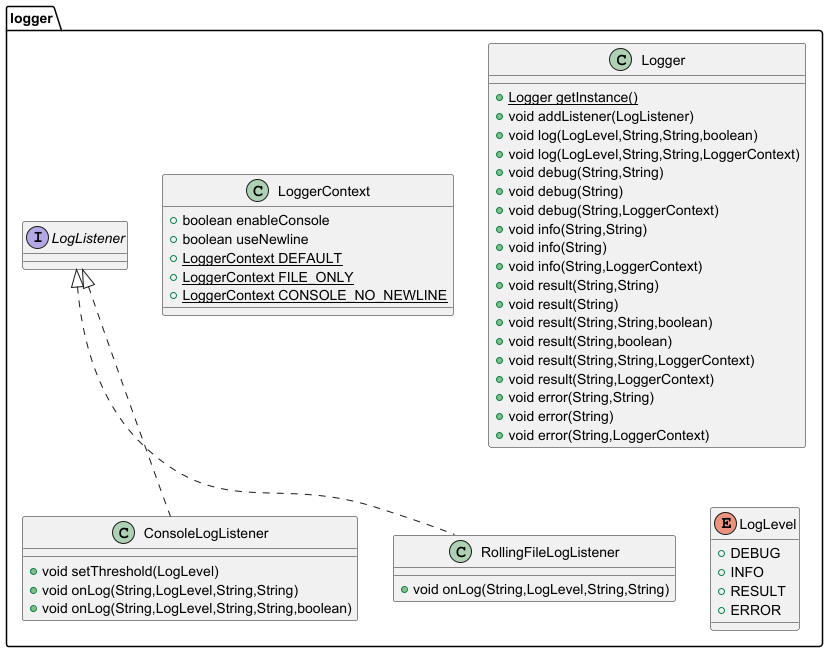 logger
C Logger
Logger getInstance()
void addListener(LogListener)
void log(LogLevel,String,String,boolean)
void log(LogLevel,String,String,LoggerContext)
void debug(String,String)
void debug(String)
void debug(String,LoggerContext)
void info(String,String)
void info(String)
void info(String,LoggerContext)
void result(String,String)
void result(String)
void result(String,String,boolean)
void result(String,boolean)
void result(String,String,LoggerContext)
void result(String,LoggerContext)
void error(String,String)
void error(String)
void error(String,LoggerContext)
C LoggerContext
boolean enableConsole
boolean useNewline
LoggerContext DEFAULT
LoggerContext FILE_ONLY
LoggerContext CONSOLE_NO_NEWLINE
I LogListener
C ConsoleLogListener
void setThreshold(LogLevel)
void onLog(String,LogLevel,String,String)
void onLog(String,LogLevel,String,String,boolean)
C RollingFileLogListener
void onLog(String,LogLevel,String,String)
E LogLevel
DEBUG
INFO
RESULT
ERROR